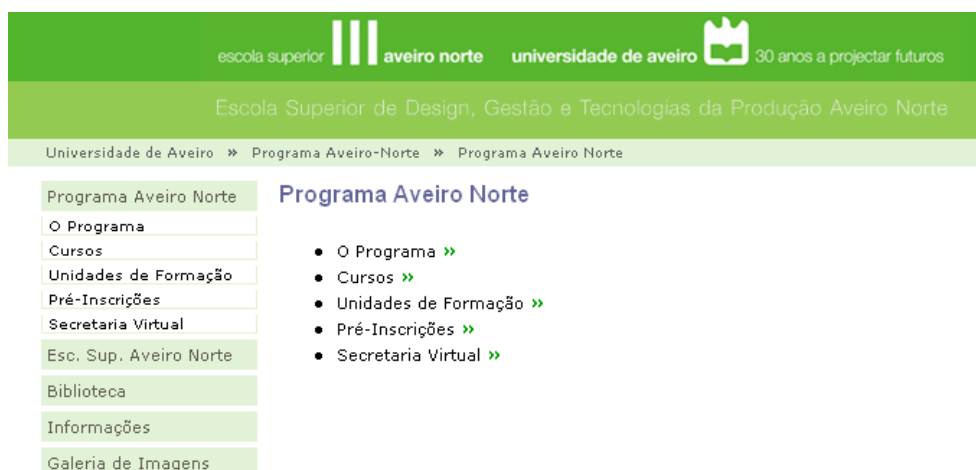 escola superior aveiro norte universidade de aveiro 30 anos a projectar futuros
Escola Superior de Design, Gestão e Tecnologias da Produção Aveiro Norte
Universidade de Aveiro » Programa Aveiro-Norte » Programa Aveiro Norte
Programa Aveiro Norte
O Programa
Cursos
Unidades de Formação
Pré-Inscrições
Secretaria Virtual
Esc. Sup. Aveiro Norte
Biblioteca
Informações
Galeria de Imagens
Programa Aveiro Norte
• O Programa »
• Cursos »
• Unidades de Formação »
• Pré-Inscrições »
• Secretaria Virtual »